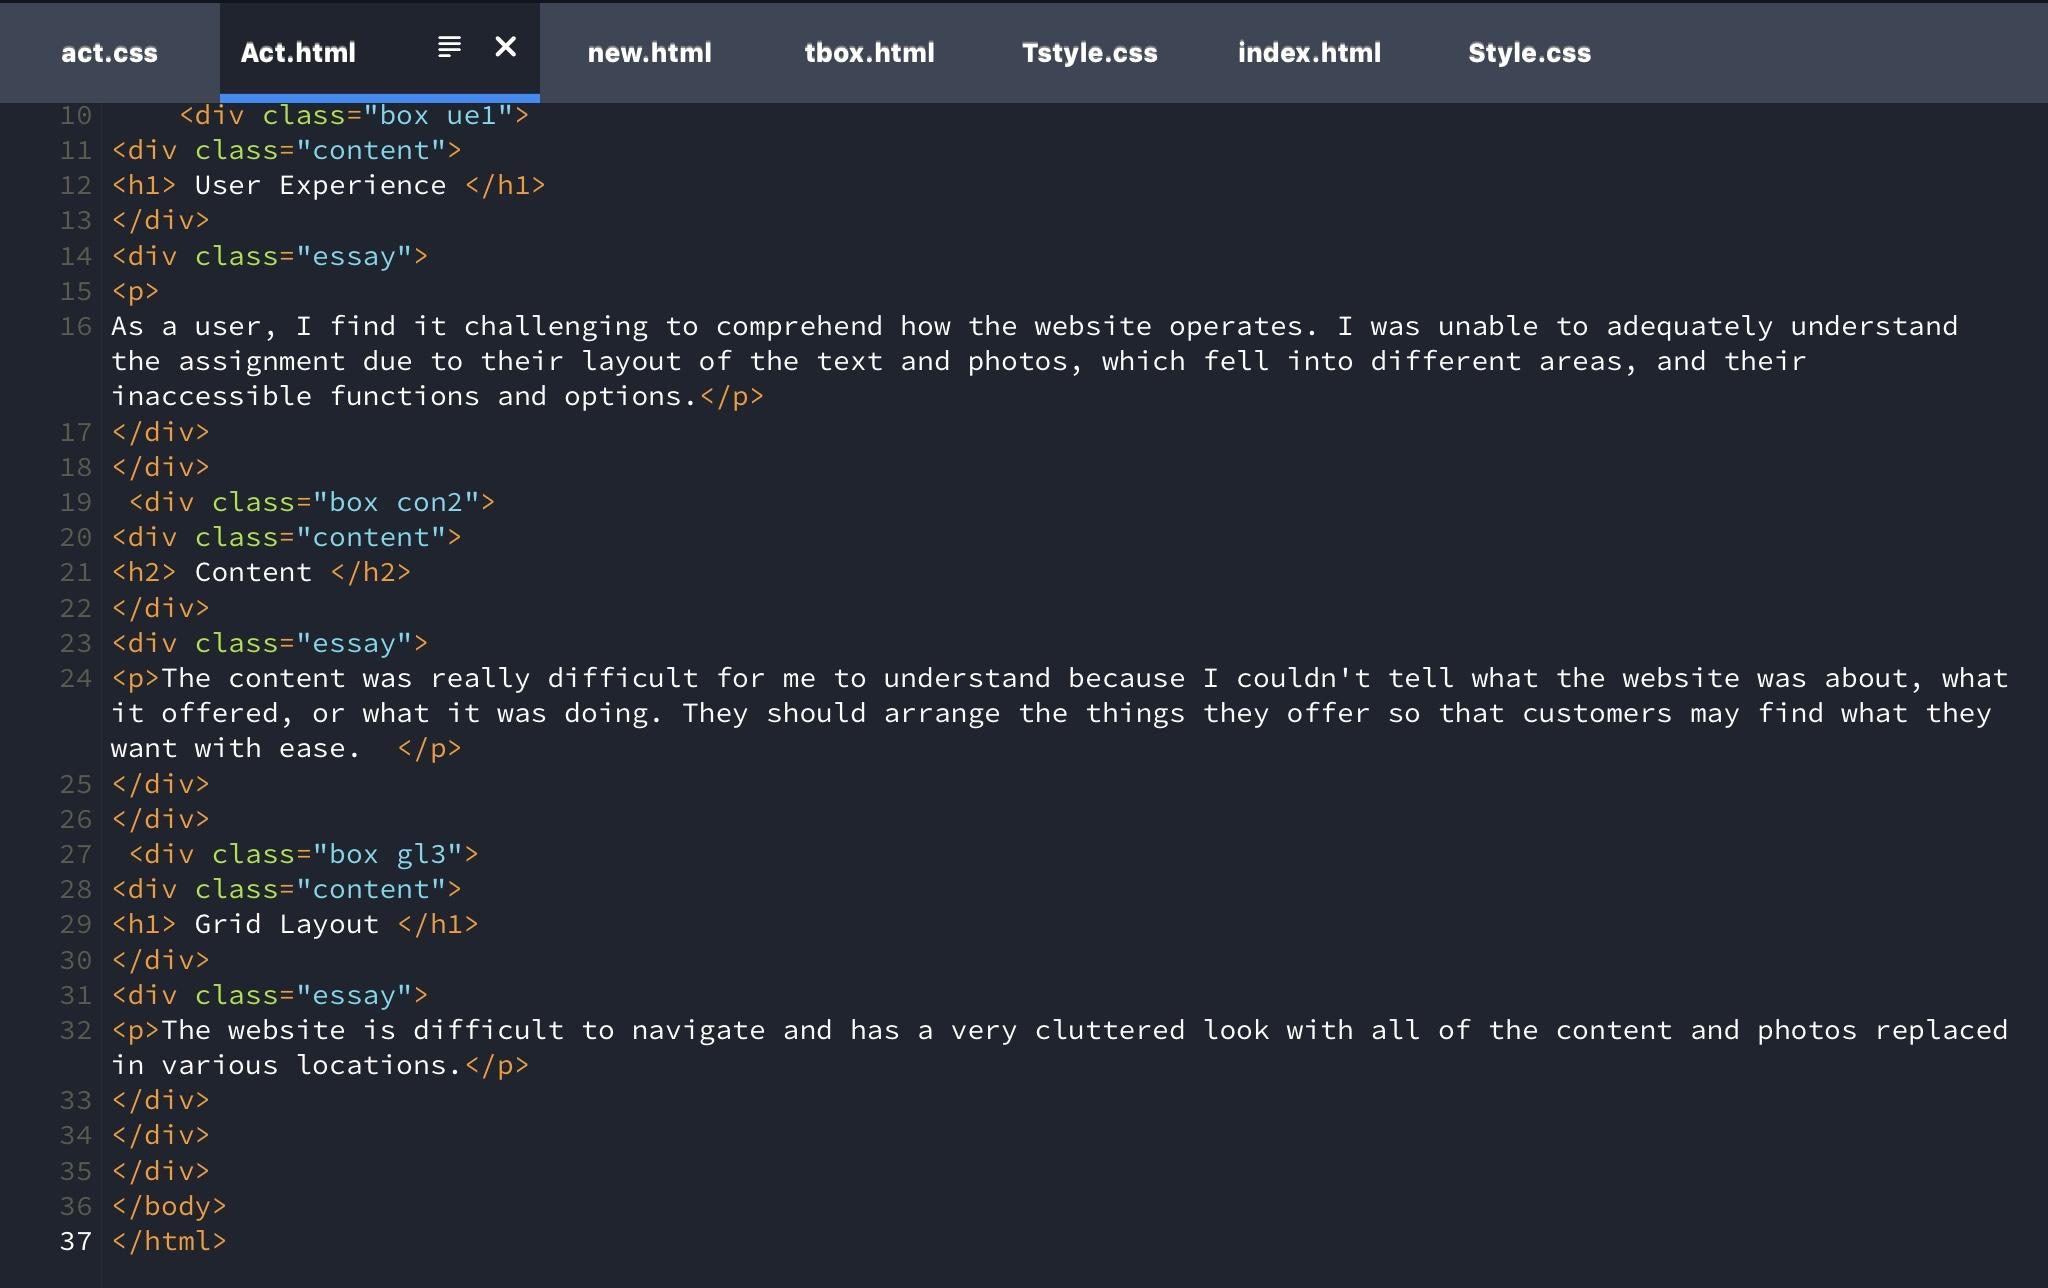 act.css Act.html new.html tbox.html Tstyle.css index.html Style.css
10     <div class="box ue1">
11 <div class="content">
12 <h1> User Experience </h1>
13 </div>
14 <div class="essay">
15 <p>
16 As a user, I find it challenging to comprehend how the website operates. I was unable to adequately understand
the assignment due to their layout of the text and photos, which fell into different areas, and their
inaccessible functions and options.</p>
17 </div>
18 </div>
19  <div class="box con2">
20 <div class="content">
21 <h2> Content </h2>
22 </div>
23 <div class="essay">
24 <p>The content was really difficult for me to understand because I couldn't tell what the website was about, what
it offered, or what it was doing. They should arrange the things they offer so that customers may find what they
want with ease.  </p>
25 </div>
26 </div>
27  <div class="box gl3">
28 <div class="content">
29 <h1> Grid Layout </h1>
30 </div>
31 <div class="essay">
32 <p>The website is difficult to navigate and has a very cluttered look with all of the content and photos replaced
in various locations.</p>
33 </div>
34 </div>
35 </div>
36 </body>
37 </html>